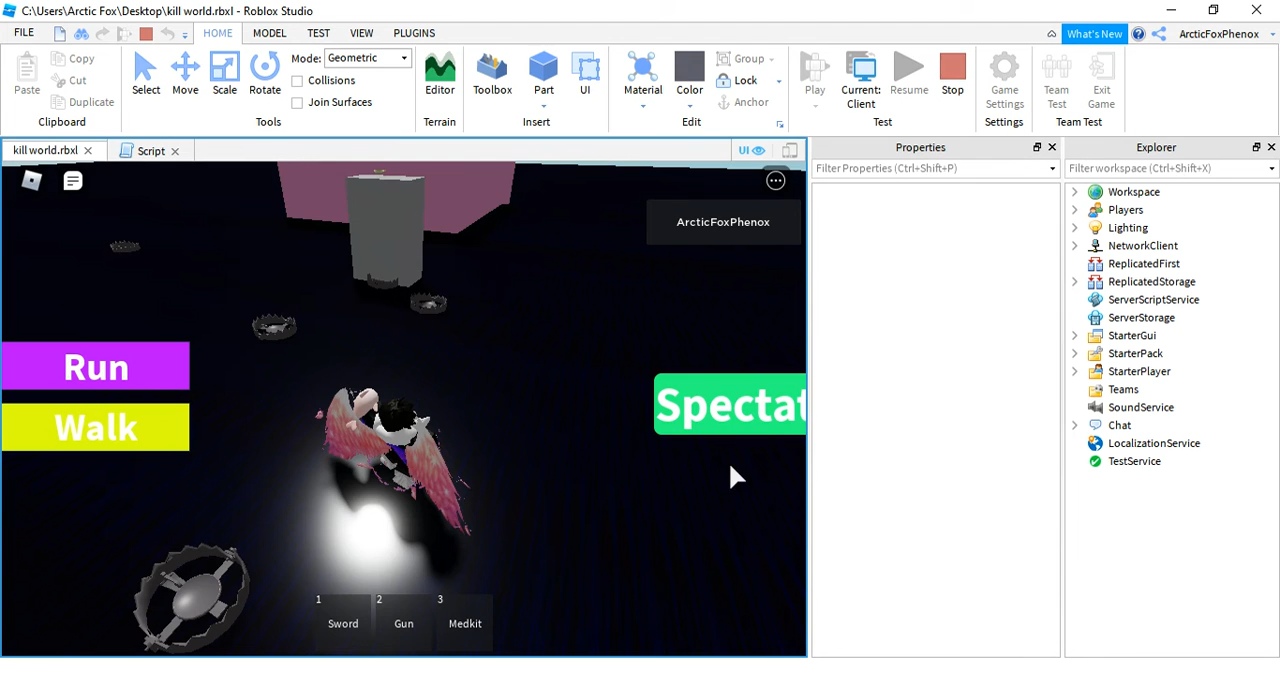 C:\Users\Arctic Fox\Desktop\kill world.rbxl - Roblox Studio
FILE HOME MODEL TEST VIEW PLUGINS What's New ArcticFoxPhenox
Paste
Copy
Cut
Duplicate
Clipboard
Select
Move
Scale
Rotate
Mode: Geometric
Collisions
Join Surfaces
Tools
Editor
Terrain
Toolbox
Part
UI
Insert
Material
Color
Group
Lock
Anchor
Edit
Play
Current:
Client
Resume
Stop
Test
Game
Settings
Settings
Team
Test
Exit
Game
Team Test
kill world.rbxl
Script
UI
ArcticFoxPhenox
Run
Walk
Spectat
1
Sword
2
Gun
3
Medkit
Properties
Filter Properties (Ctrl+Shift+P)
Explorer
Filter workspace (Ctrl+Shift+X)
Workspace
Players
Lighting
NetworkClient
ReplicatedFirst
ReplicatedStorage
ServerScriptService
ServerStorage
StarterGui
StarterPack
StarterPlayer
Teams
SoundService
Chat
LocalizationService
TestService